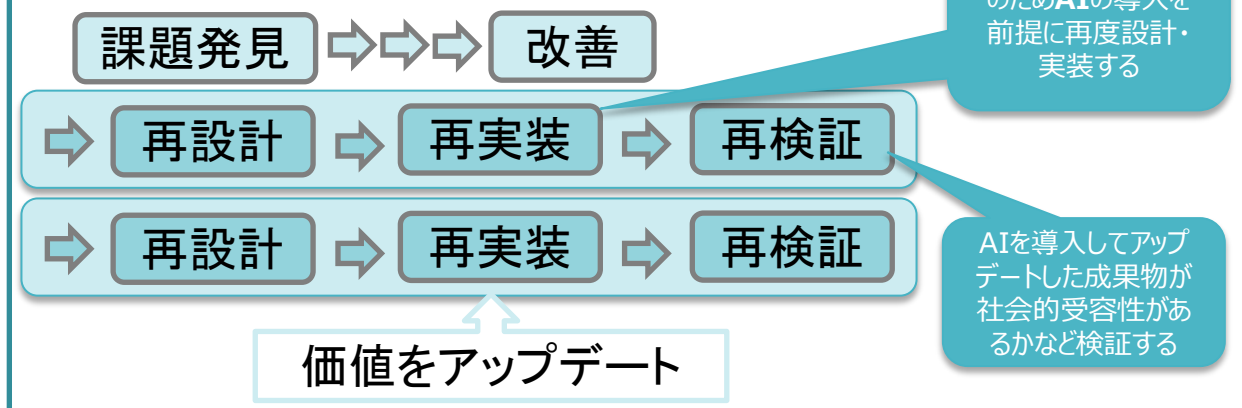 のためAIの導入を
前提に再度設計・
実装する
課題発見
改善
再設計
再実装
再検証
再設計
再実装
再検証
AIを導入してアップ
デートした成果物が
社会的受容性があ
るかなど検証する
価値をアップデート